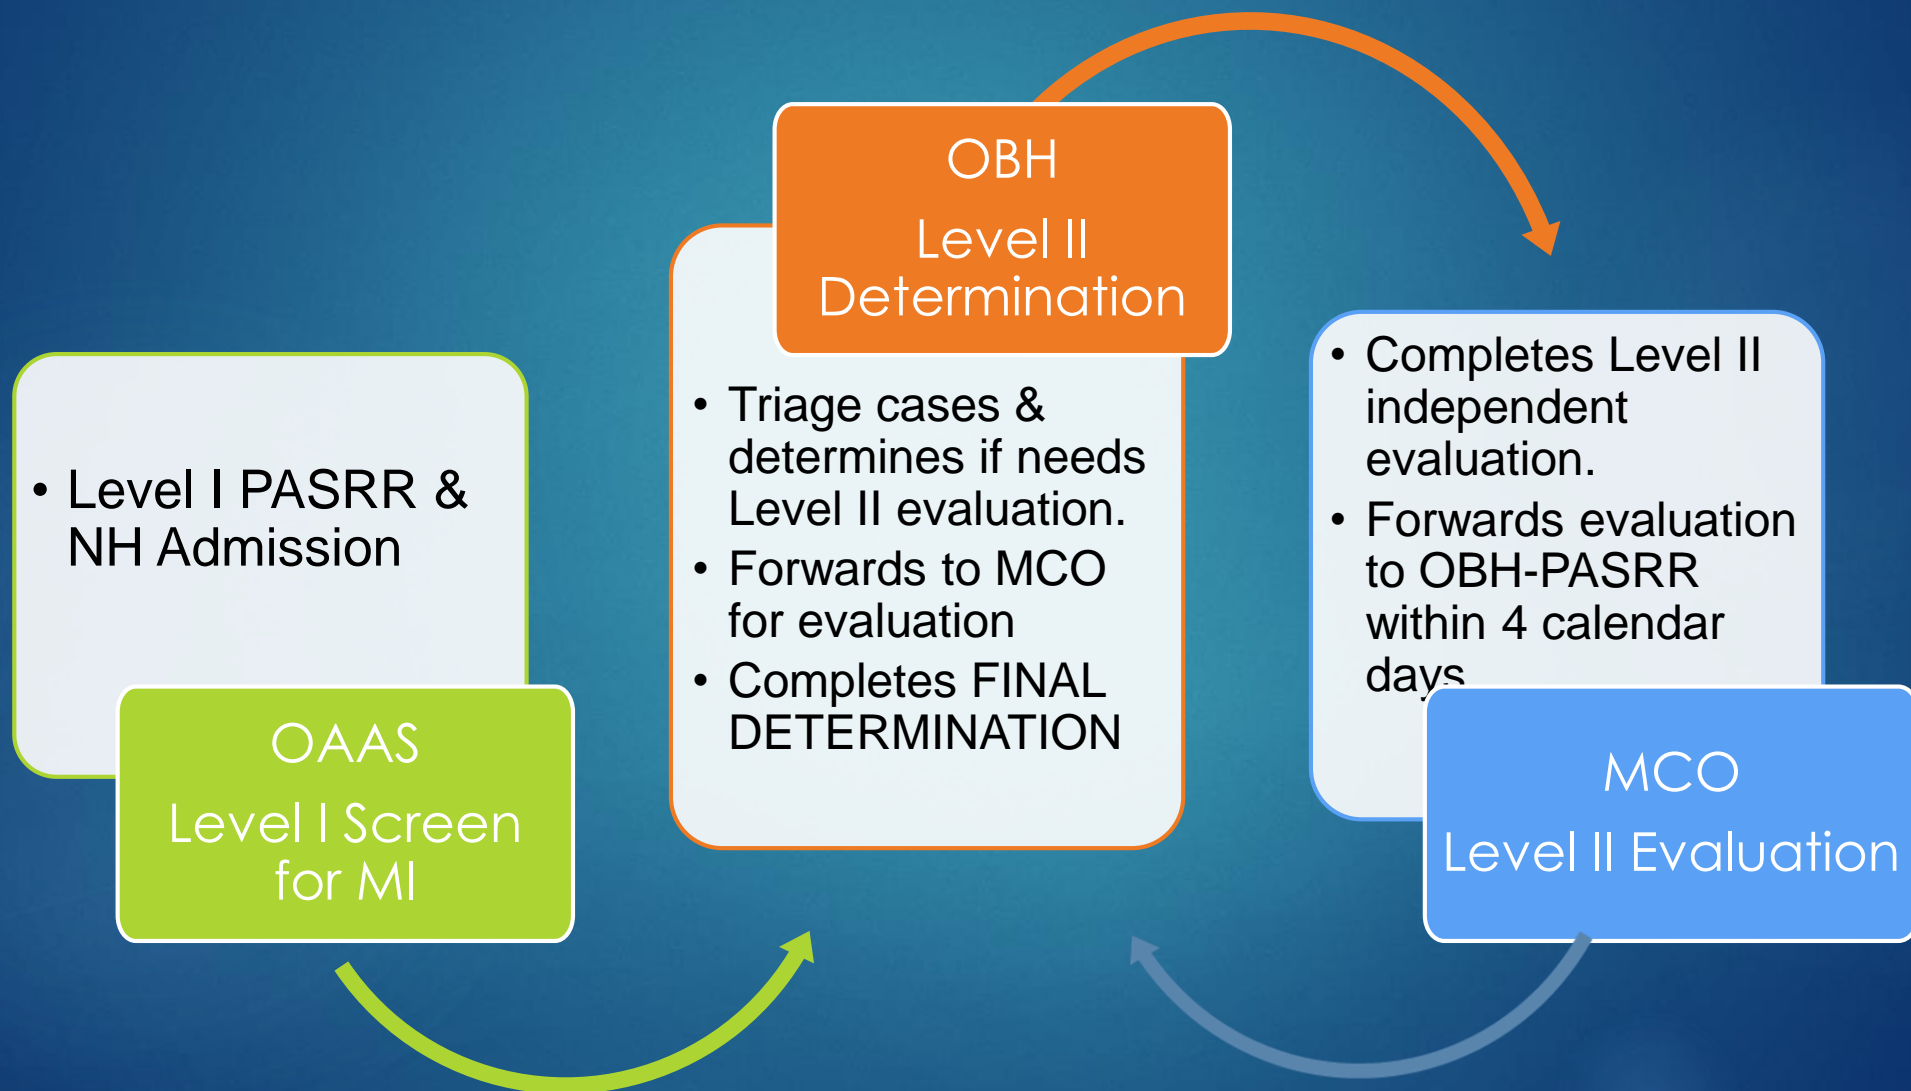 • Level I PASRR &
NH Admission
OAAS
Level I Screen
for MI
OBH
Level II
Determination
• Triage cases &
determines if needs
Level II evaluation.
• Forwards to MCO
for evaluation
• Completes FINAL
DETERMINATION
• Completes Level II
independent
evaluation.
• Forwards evaluation
to OBH-PASRR
within 4 calendar
days
MCO
Level II Evaluation